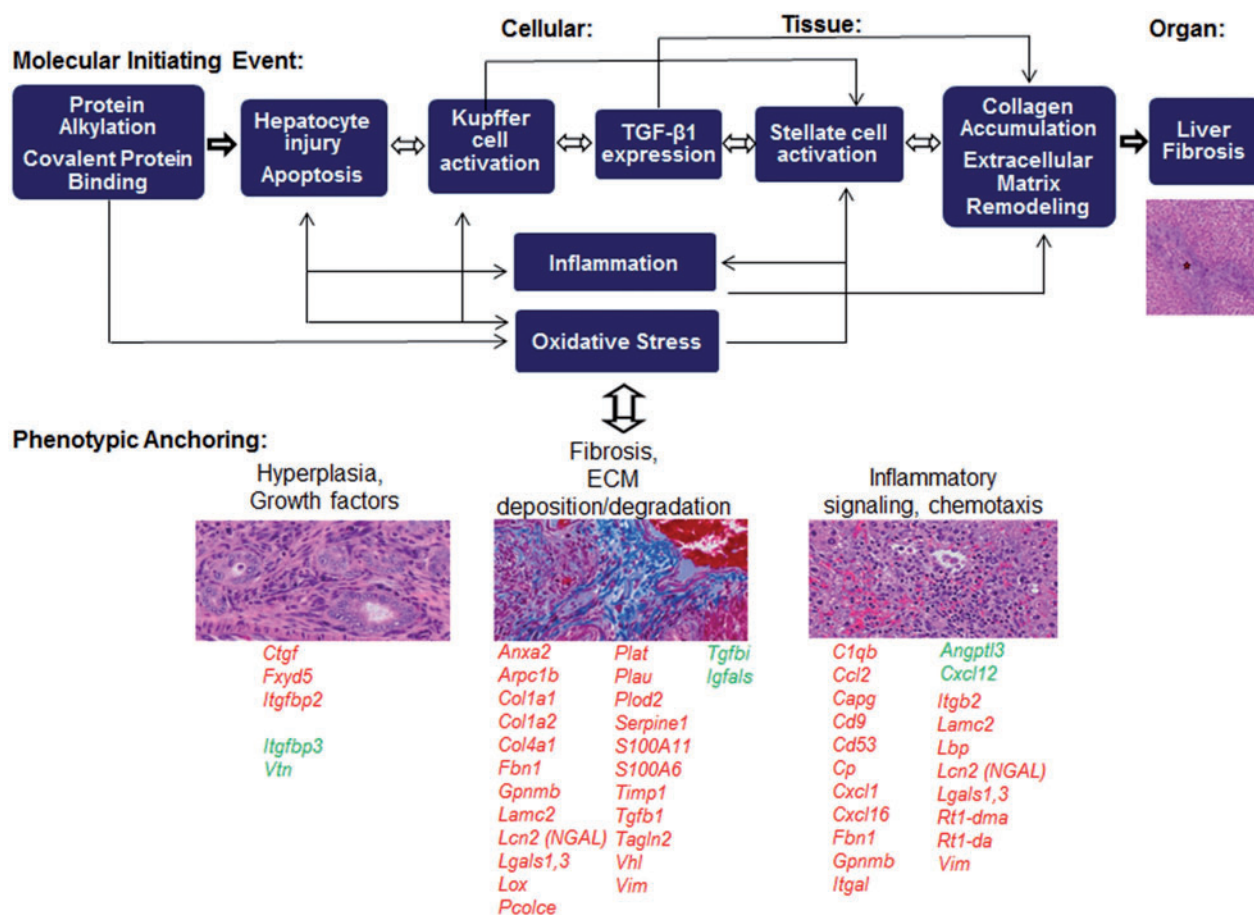 Cellular:
Tissue:
Organ:
Molecular Initiating Event:
Protein
Alkylation
Covalent Protein
Binding
Hepatocyte
injury
Apoptosis
Kupffer
cell
activation
TGF-β1
expression
Stellate cell
activation
Collagen
Accumulation
Extracellular
Matrix
Remodeling
Liver
Fibrosis
Inflammation
Oxidative Stress
Phenotypic Anchoring:
Hyperplasia,
Growth factors
Ctgf
Fxyd5
Itgfbp2
Itgfbp3
Vtn
Fibrosis,
ECM
deposition/degradation
Anxa2
Arpc1b
Col1a1
Col1a2
Col4a1
Fbn1
Gpnmb
Lamc2
Lcn2 (NGAL)
Lgals1,3
Lox
Pcolce
Plat
Plau
Plod2
Serpine1
S100A11
S100A6
Timp1
Tgfb1
Tagln2
Vhl
Vim
Tgfbi
Igfals
Inflammatory
signaling, chemotaxis
C1qb
Ccl2
Capg
Cd9
Cd53
Cp
Cxcl1
Cxcl16
Fbn1
Gpnmb
Itgal
Angptl3
Cxcl12
Itgb2
Lamc2
Lbp
Lcn2 (NGAL)
Lgals1,3
Rt1-dma
Rt1-da
Vim